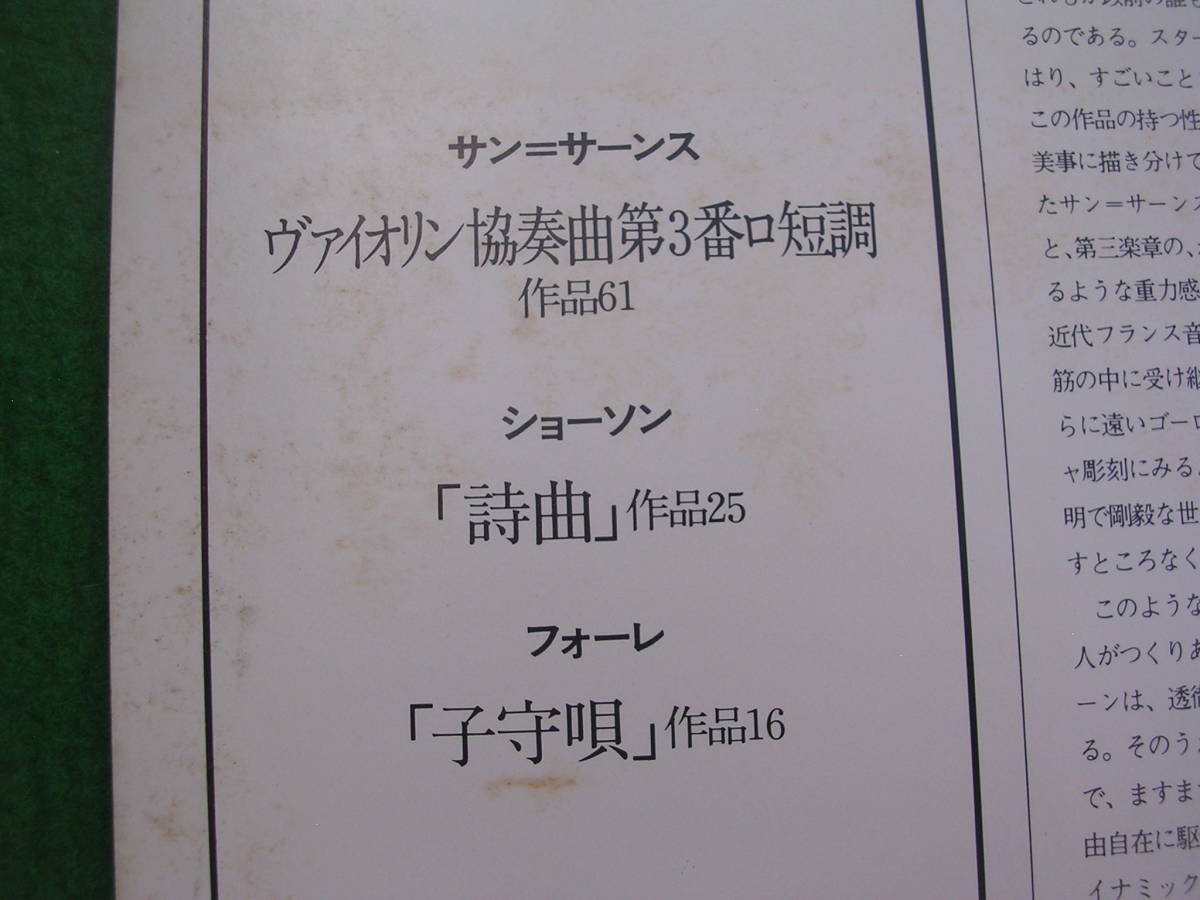 サン=サーンス
ヴァイオリン協奏曲第3番ロ短調
作品61
ショーソン
「詩曲」作品25
フォーレ
「子守唄」作品16
るのである。スター
はり、すごいこと
この作品の持つ性
美事に描き分けて
たサン=サーンス
と、第三楽章の、
るような重力感
近代フランス音
筋の中に受け継
らに遠いゴーロ
ャ彫刻にみる
明で剛毅な世
すところなく
このような
人がつくりあ
ーンは、透徹
る。そのう
で、ますます
由自在に駆
イナミック